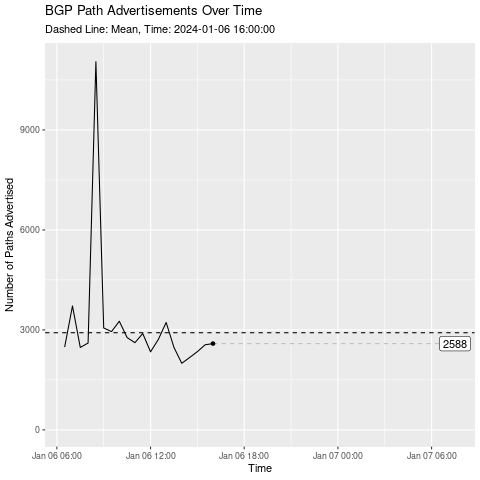 BGP Path Advertisements Over Time
Dashed Line: Mean, Time: 2024-01-06 16:00:00
Number of Paths Advertised
9000
6000
3000
0
2588
Jan 06 06:00 Jan 06 12:00 Jan 06 18:00 Jan 07 00:00 Jan 07 06:00
Time